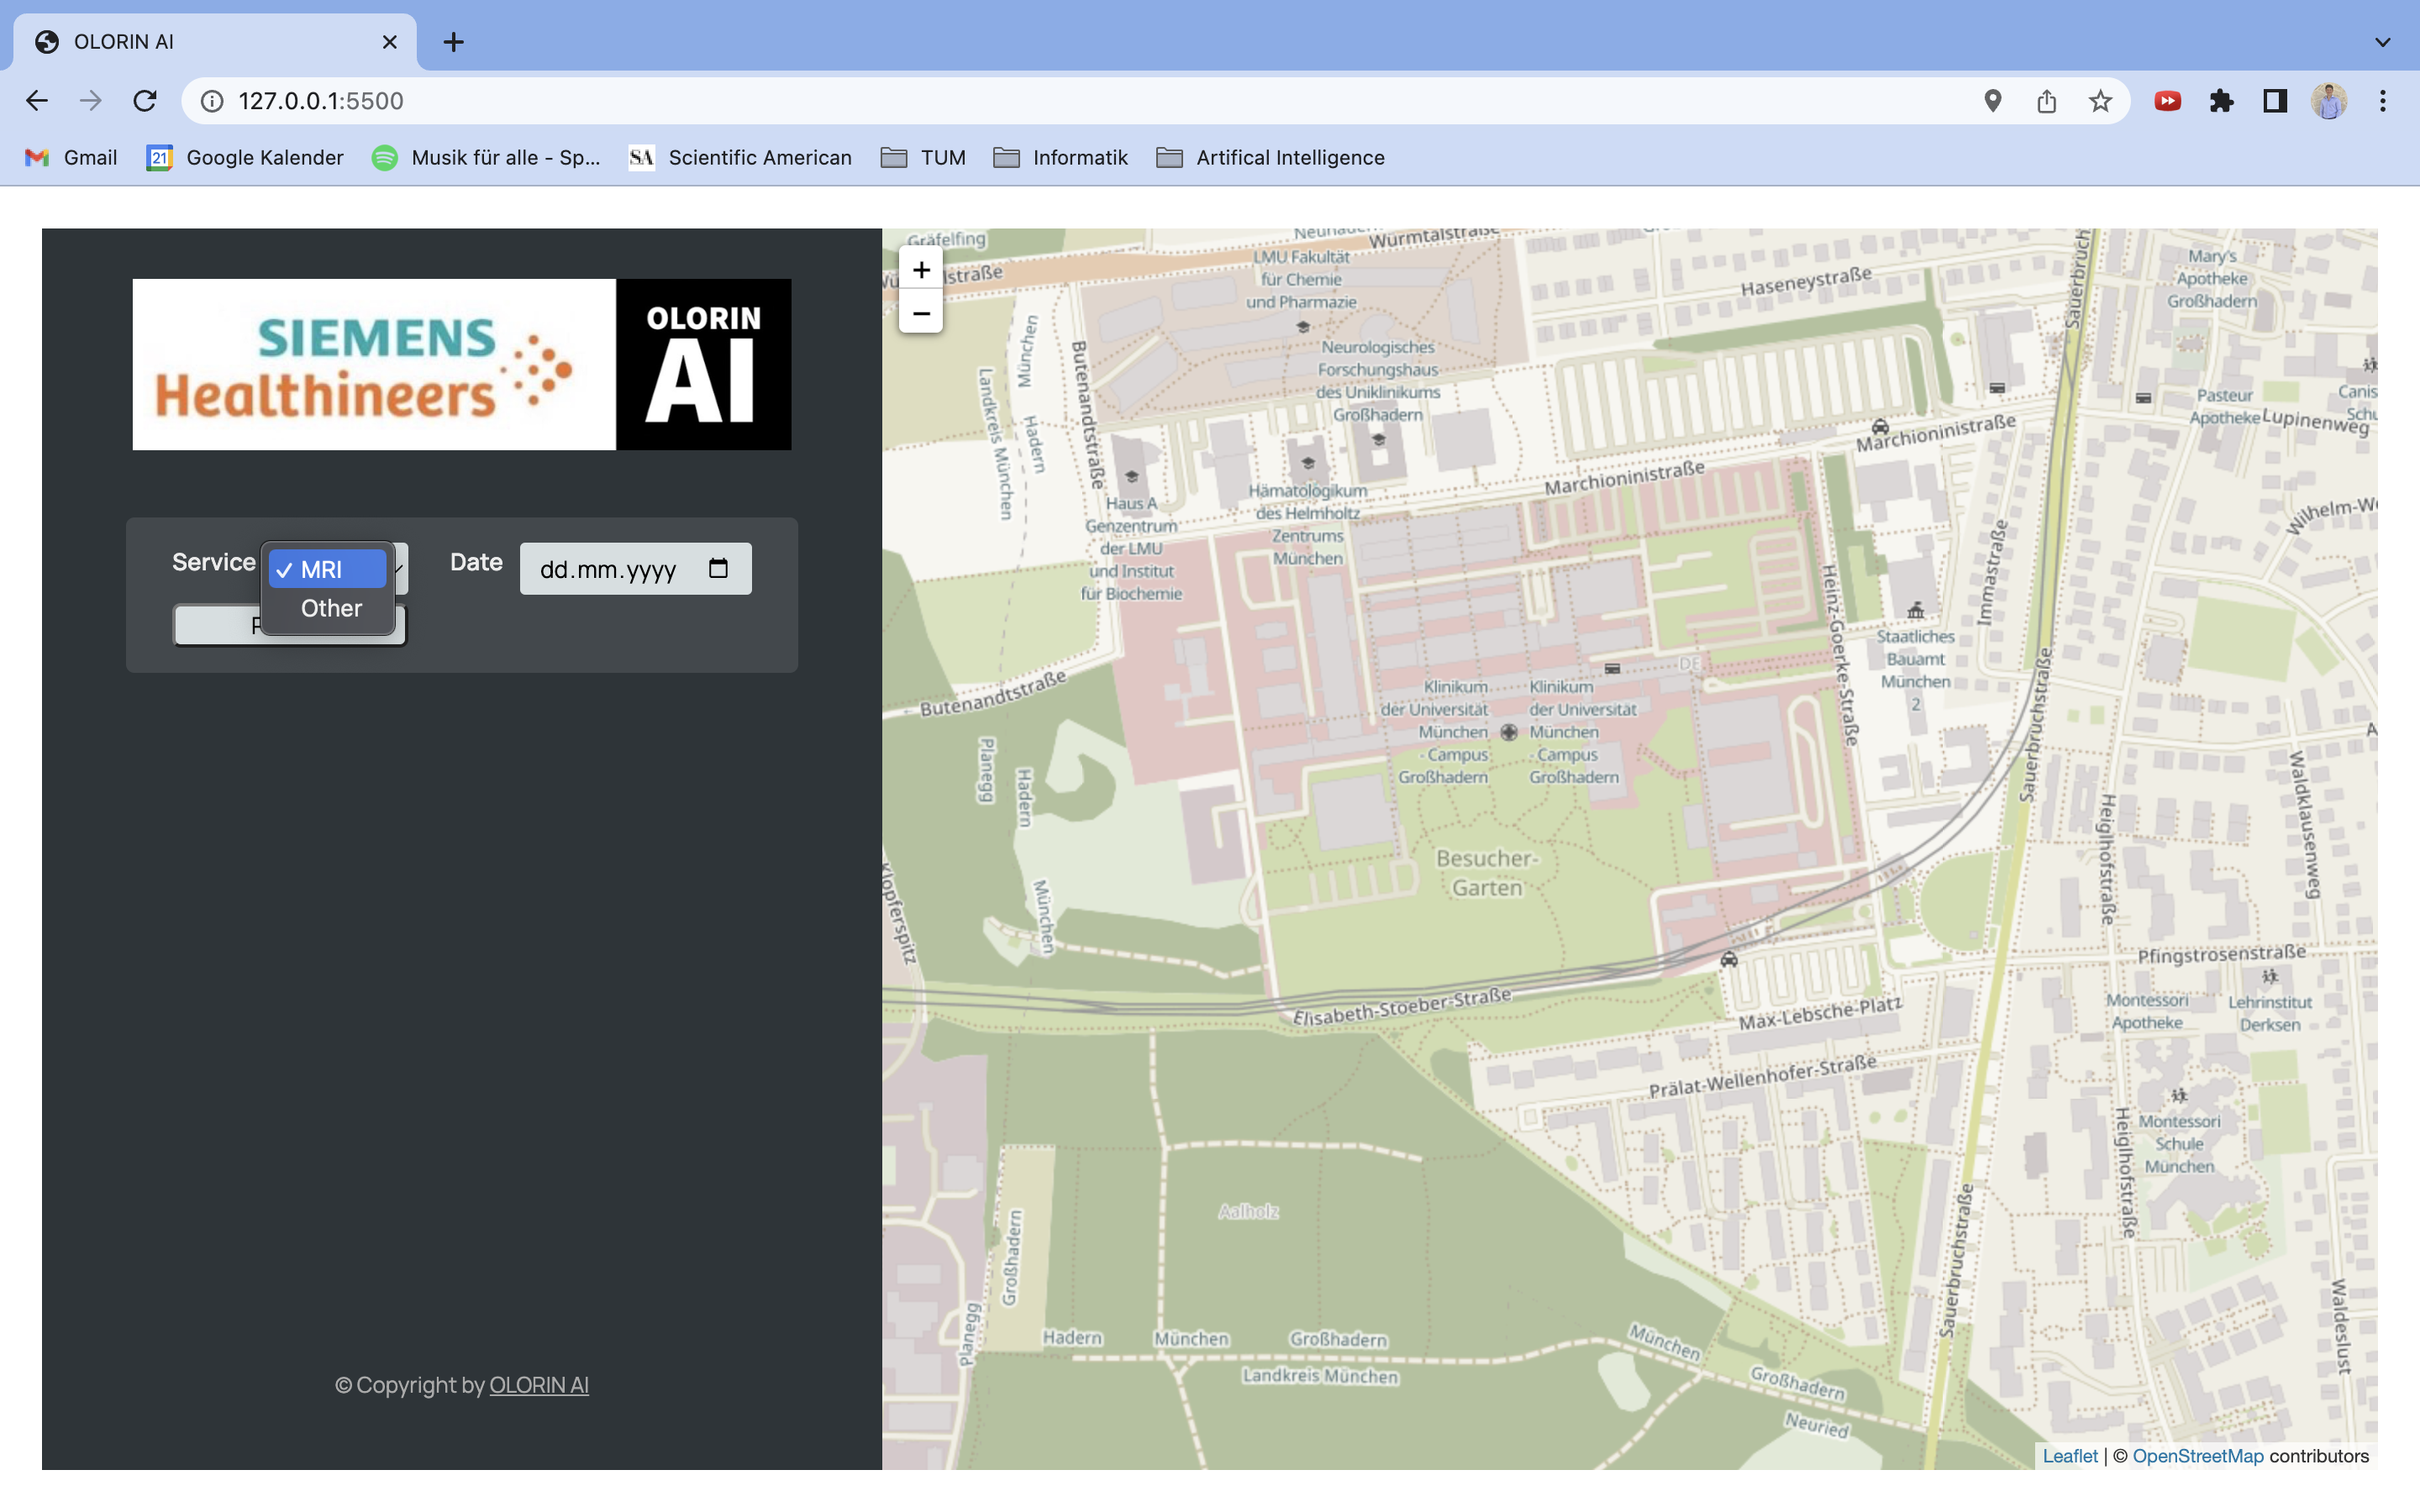 OLORIN AI
127.0.0.1:5500
Gmail
Google Kalender
Musik für alle - Sp...
SA
Scientific American
TUM
Informatik
Artifical Intelligence
SIEMENS
Healthineers
OLORIN
AI
Service
MRI
Other
Date
dd.mm.yyyy
© Copyright by OLORIN AI
+
−
Gräfelfing
Würmtalstraße
LMU Fakultät
für Chemie
und Pharmazie
Haseneystraße
Sauerbruch
Mary's
Apotheke
Großhadern
München
Hadern
Landkreis München
Butenandtstraße
Neurologisches
Forschungshaus
des Uniklinikums
Großhadern
Pasteur
Apotheke
Lupinenweg
Marchioninistraße
Marchioninistraße
Haus A
Genzentrum
der LMU
und Institut
für Biochemie
Hämatologikum
des Helmholtz
Zentrums
München
Heinz-Goerke-Straße
Immastraße
Staatliches
Bauamt
München
2
DE
Klinikum
der Universität
München
- Campus
Großhadern
Klinikum
der Universität
München
- Campus
Großhadern
Butenandtstraße
Planegg
Hadern
München
Klopferspitz
Besucher-
Garten
Sauerbruchstraße
Heiglhofstraße
Waldklausenweg
Pfingstrosenstraße
Montessori
Apotheke
Lehrinstitut
Derksen
Elisabeth-Stoeber-Straße
Max-Lebsche-Platz
Prälat-Wellenhofer-Straße
Montessori
Schule
München
Heiglhofstraße
Aalholz
Großhadern
Planegg
Hadern
München
Großhadern
Landkreis München
München
Großhadern
Neuried
Sauerbruchstraße
Waldeslust
Leaflet | © OpenStreetMap contributors